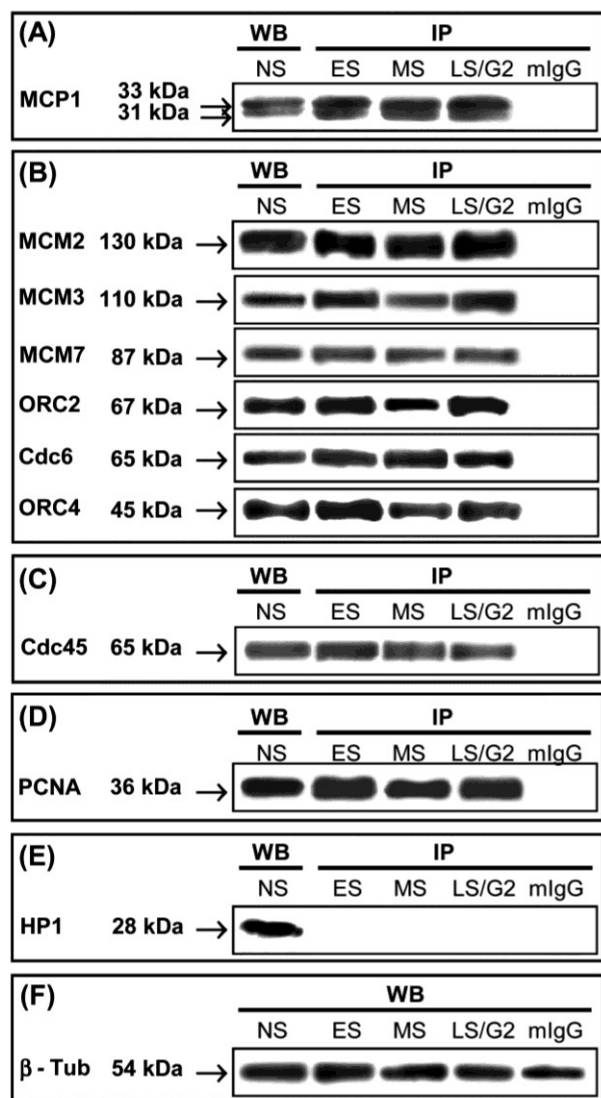 (A) WB IP
NS ES MS LS/G2 mIgG
MCP1 33 kDa
31 kDa
(B) WB IP
NS ES MS LS/G2 mIgG
MCM2 130 kDa
MCM3 110 kDa
MCM7 87 kDa
ORC2 67 kDa
Cdc6 65 kDa
ORC4 45 kDa
(C) WB IP
NS ES MS LS/G2 mIgG
Cdc45 65 kDa
(D) WB IP
NS ES MS LS/G2 mIgG
PCNA 36 kDa
(E) WB IP
NS ES MS LS/G2 mIgG
HP1 28 kDa
(F) WB
NS ES MS LS/G2 mIgG
β - Tub 54 kDa